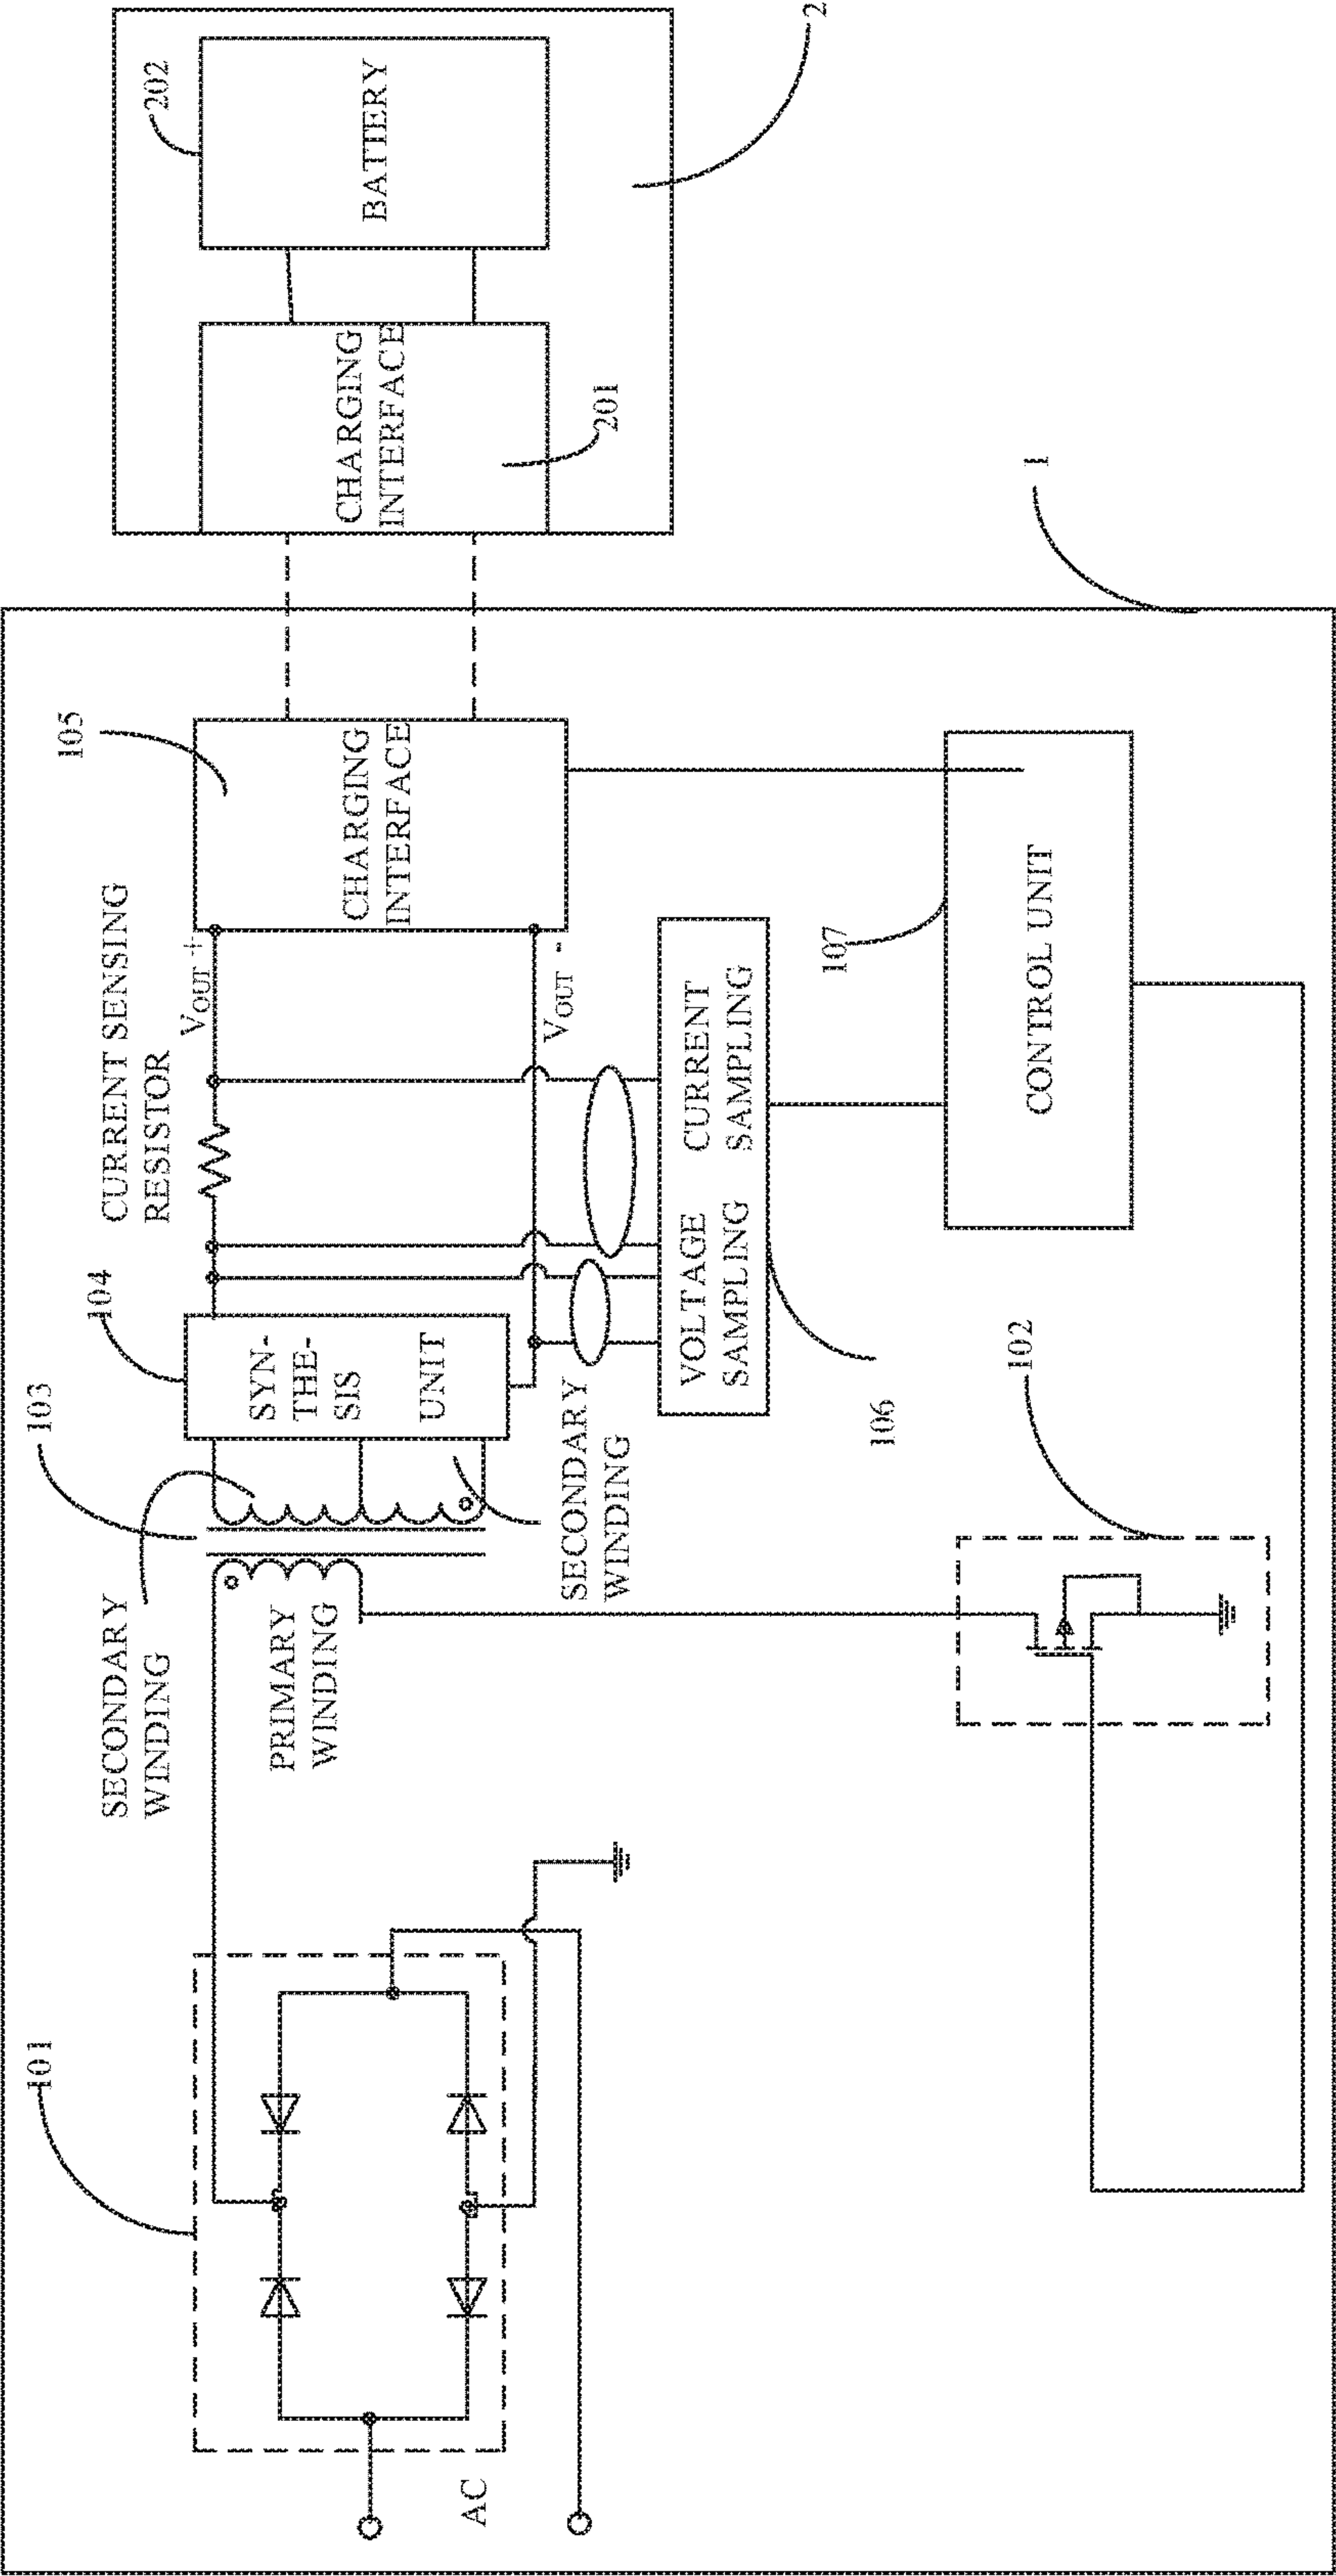 101
AC
SECONDARY
WINDING
PRIMARY
WINDING
103
104
SYN-
THE-
SIS
UNIT
SECONDARY
WINDING
CURRENT SENSING
RESISTOR
VOUT +
VOUT -
105
CHARGING
INTERFACE
VOLTAGE
SAMPLING
CURRENT
SAMPLING
106
107
CONTROL UNIT
102
1
CHARGING
INTERFACE
201
202
BATTERY
2